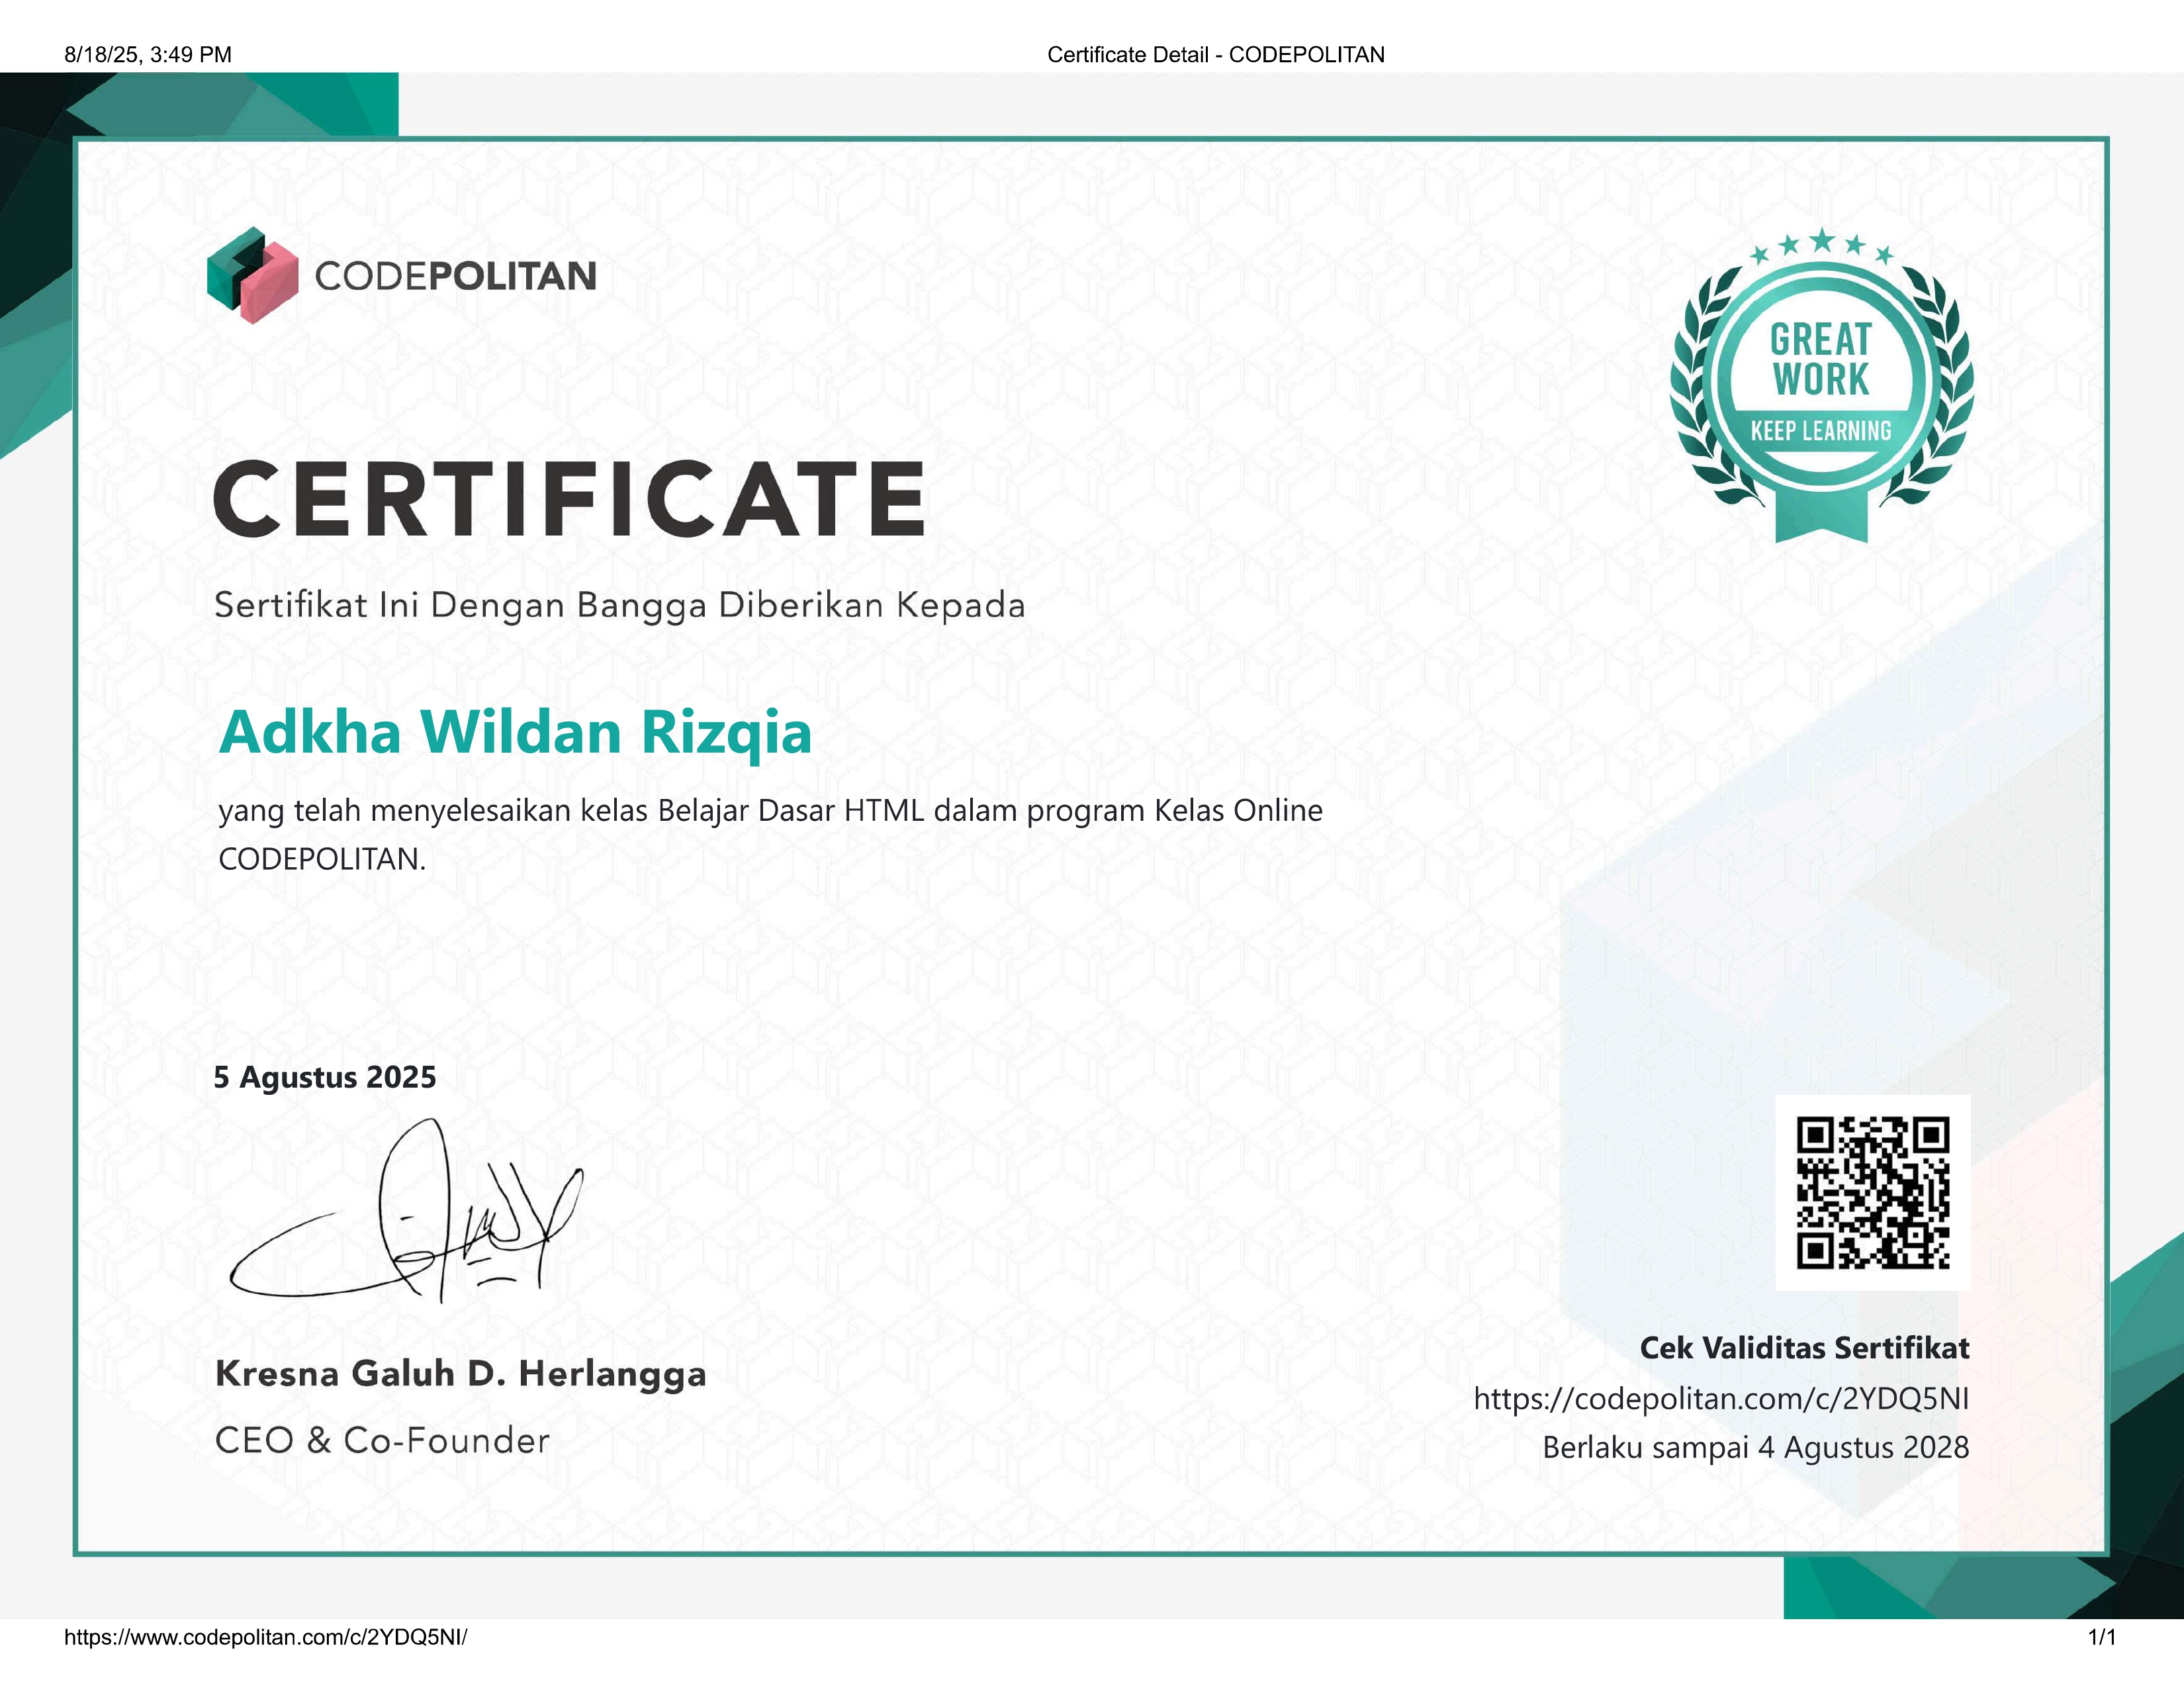 8/18/25, 3:49 PM
Certificate Detail - CODEPOLITAN
CODEPOLITAN
GREAT
WORK
KEEP LEARNING
CERTIFICATE
Sertifikat Ini Dengan Bangga Diberikan Kepada
Adkha Wildan Rizqia
yang telah menyelesaikan kelas Belajar Dasar HTML dalam program Kelas Online
CODEPOLITAN.
5 Agustus 2025
Kresna Galuh D. Herlangga
CEO & Co-Founder
Cek Validitas Sertifikat
https://codepolitan.com/c/2YDQ5NI
Berlaku sampai 4 Agustus 2028
https://www.codepolitan.com/c/2YDQ5NI/
1/1